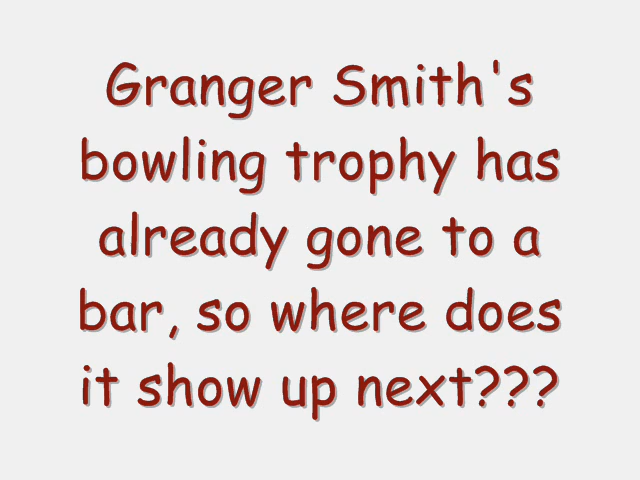 Granger Smith's
bowling trophy has
already gone to a
bar, so where does
it show up next???